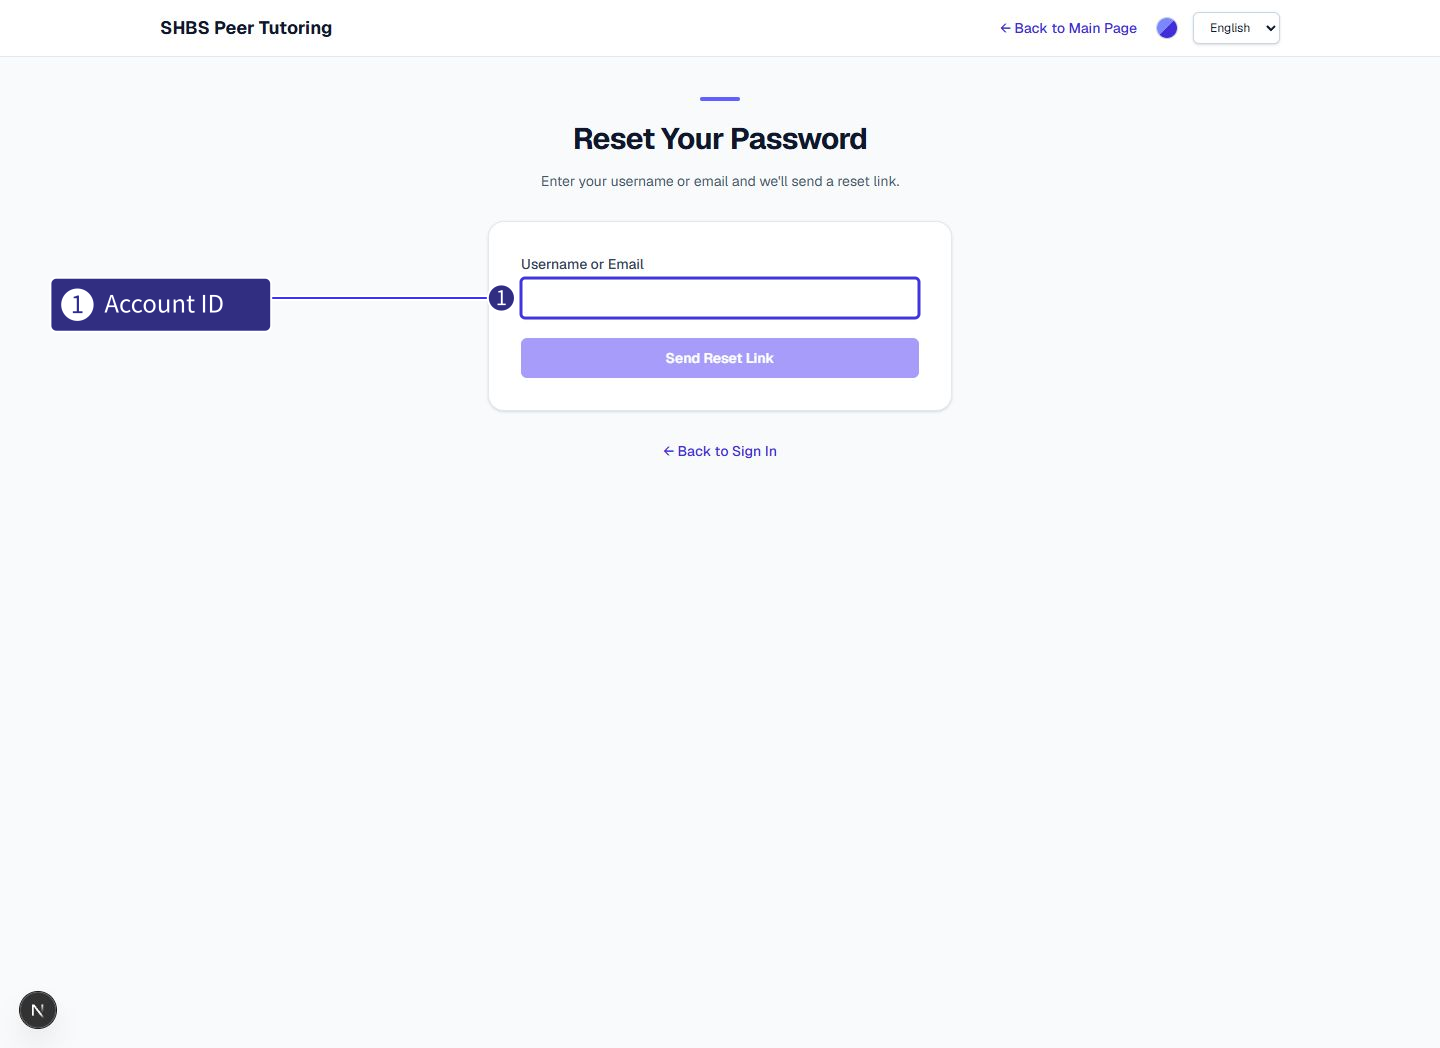 SHBS Peer Tutoring
← Back to Main Page
English
Reset Your Password
Enter your username or email and we'll send a reset link.
Username or Email
1 Account ID
1
Send Reset Link
← Back to Sign In
N